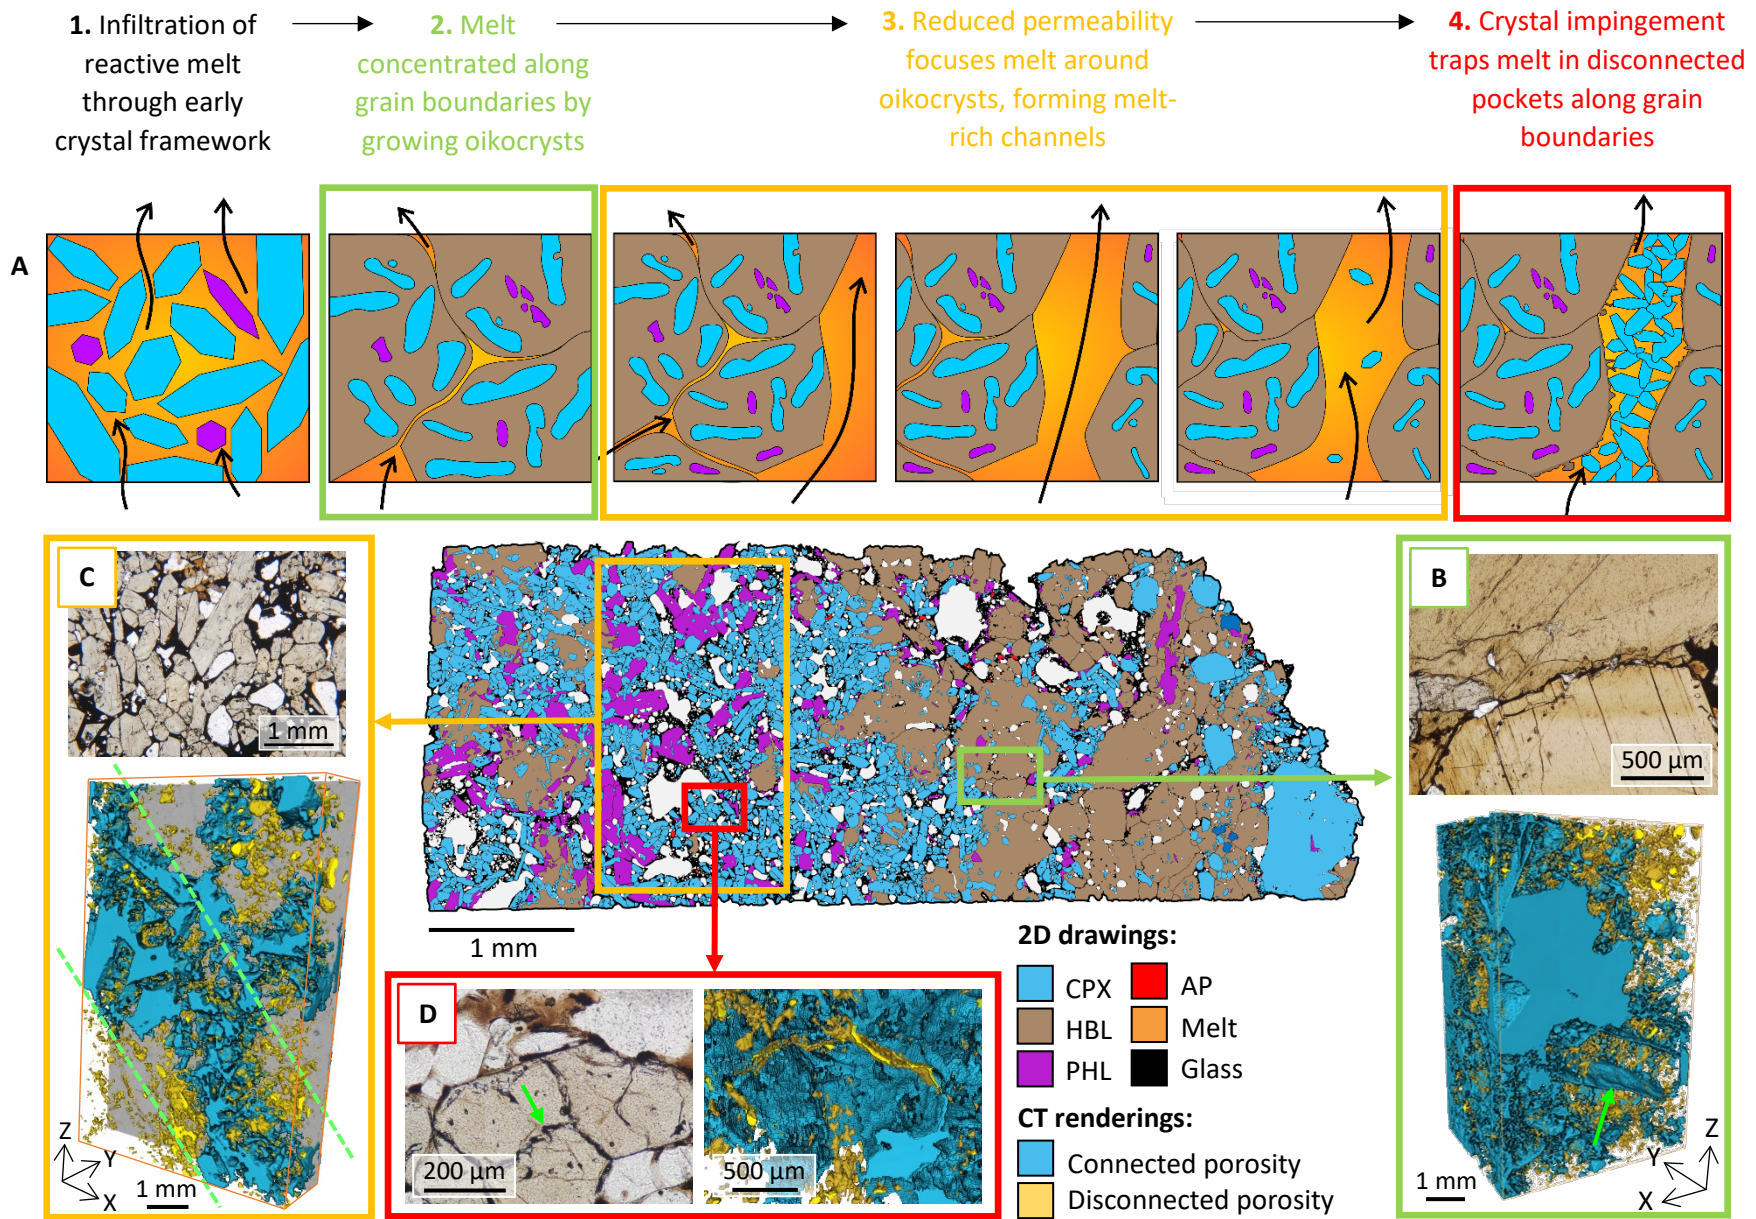 1. Infiltration of
reactive melt
through early
crystal framework
2. Melt
concentrated along
grain boundaries by
growing oikocrysts
3. Reduced permeability
focuses melt around
oikocrysts, forming melt-
rich channels
4. Crystal impingement
traps melt in disconnected
pockets along grain
boundaries
A
C
1 mm
Z
Y
X
1 mm
1 mm
B
500 µm
Z
Y
X
1 mm
D
200 µm
500 µm
2D drawings:
CPX
AP
HBL
Melt
PHL
Glass
CT renderings:
Connected porosity
Disconnected porosity